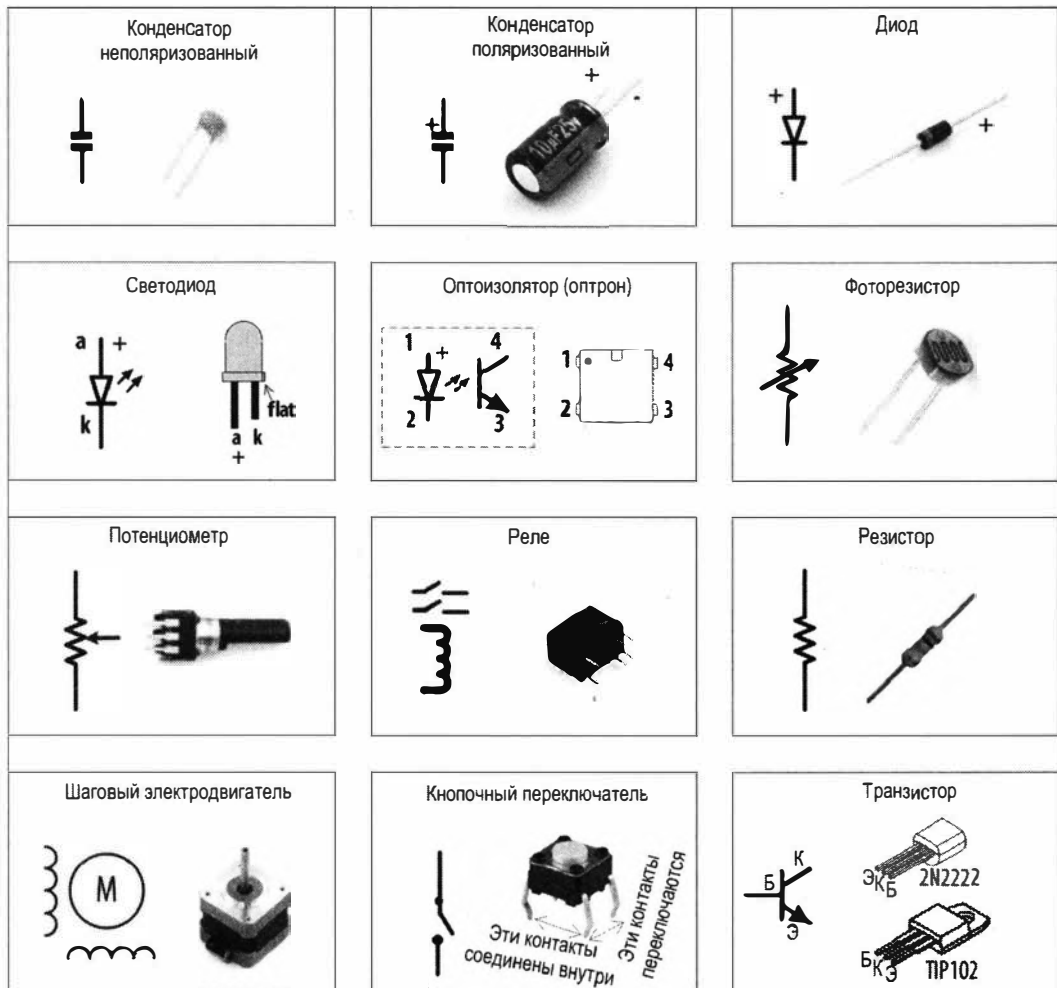 Конденсатор
неполяризованный
Конденсатор
поляризованный
+
+
-
10µF25v
Диод
+
+
Светодиод
a
+
k
flat
a
k
+
Оптоизолятор (оптрон)
1
+
4
2
3
1
4
2
3
Фоторезистор
Потенциометр
Реле
Резистор
Шаговый электродвигатель
M
Кнопочный переключатель
Эти контакты
соединены внутри
Эти контакты
переключаются
Транзистор
К
Б
Э
ЭКБ
2N2222
БКЭ
TIP102